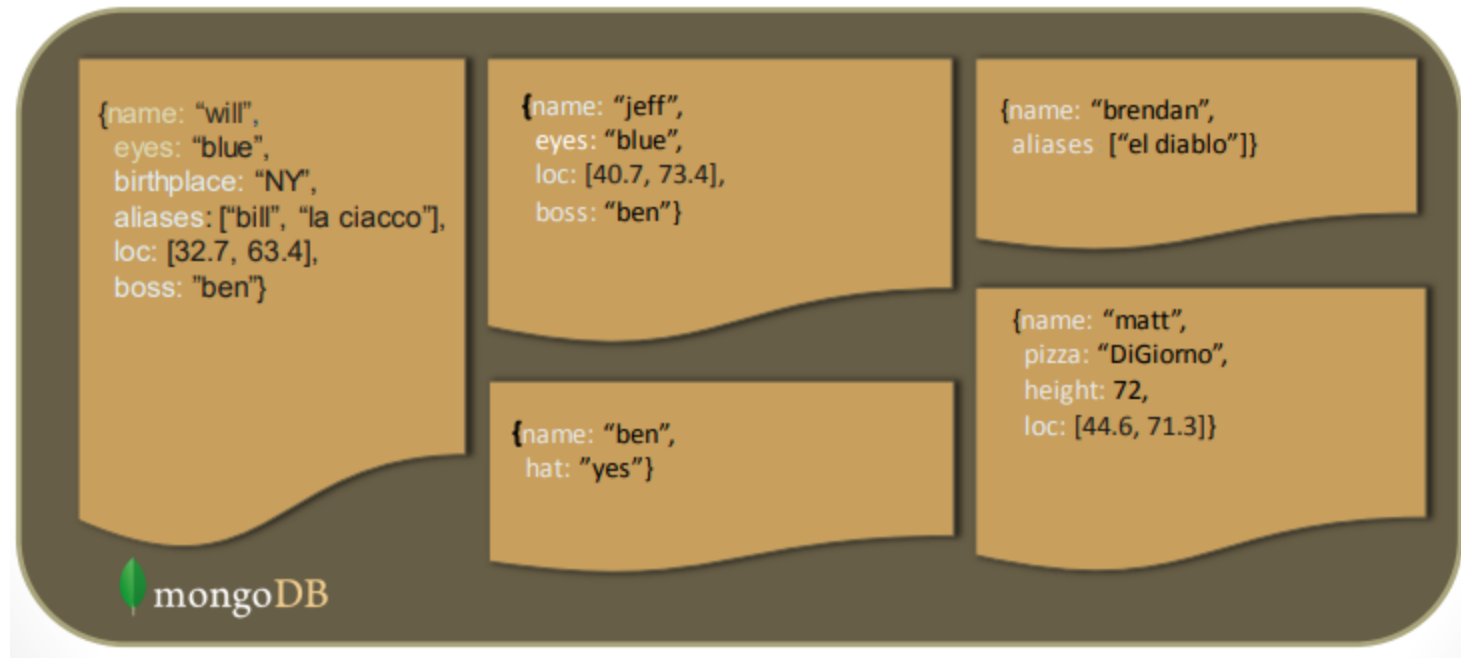 {name: “will”,
eyes: “blue”,
birthplace: “NY”,
aliases: [“bill”, “la ciacco”],
loc: [32.7, 63.4],
boss: ”ben”}
{name: “jeff”,
eyes: “blue”,
loc: [40.7, 73.4],
boss: “ben”}
{name: “ben”,
hat: ”yes”}
{name: “brendan”,
aliases [“el diablo”]}
{name: “matt”,
pizza: “DiGiorno”,
height: 72,
loc: [44.6, 71.3]}
mongoDB